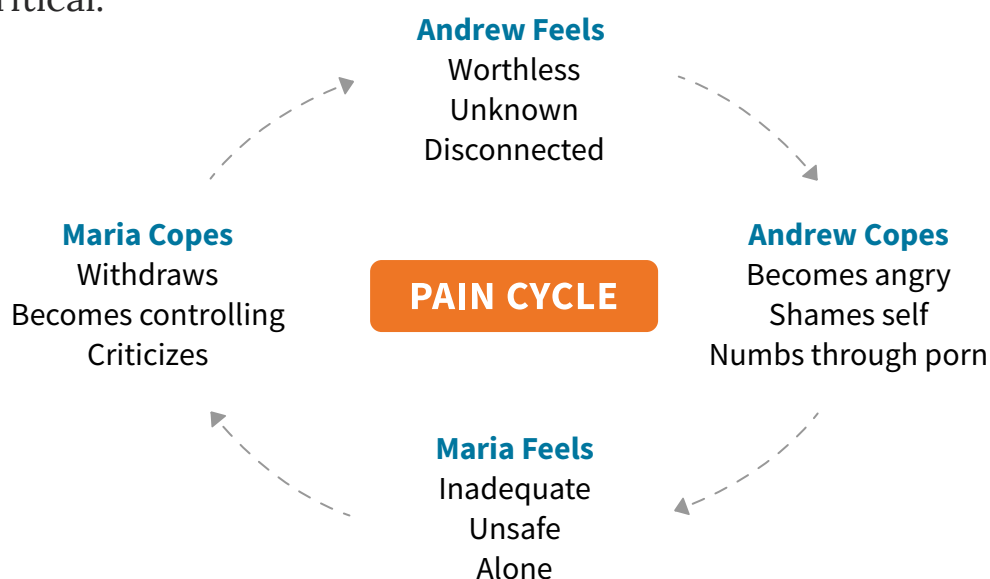 ritical.
Andrew Feels
Worthless
Unknown
Disconnected
Andrew Copes
Becomes angry
Shames self
Numbs through porn
Maria Feels
Inadequate
Unsafe
Alone
Maria Copes
Withdraws
Becomes controlling
Criticizes
PAIN CYCLE